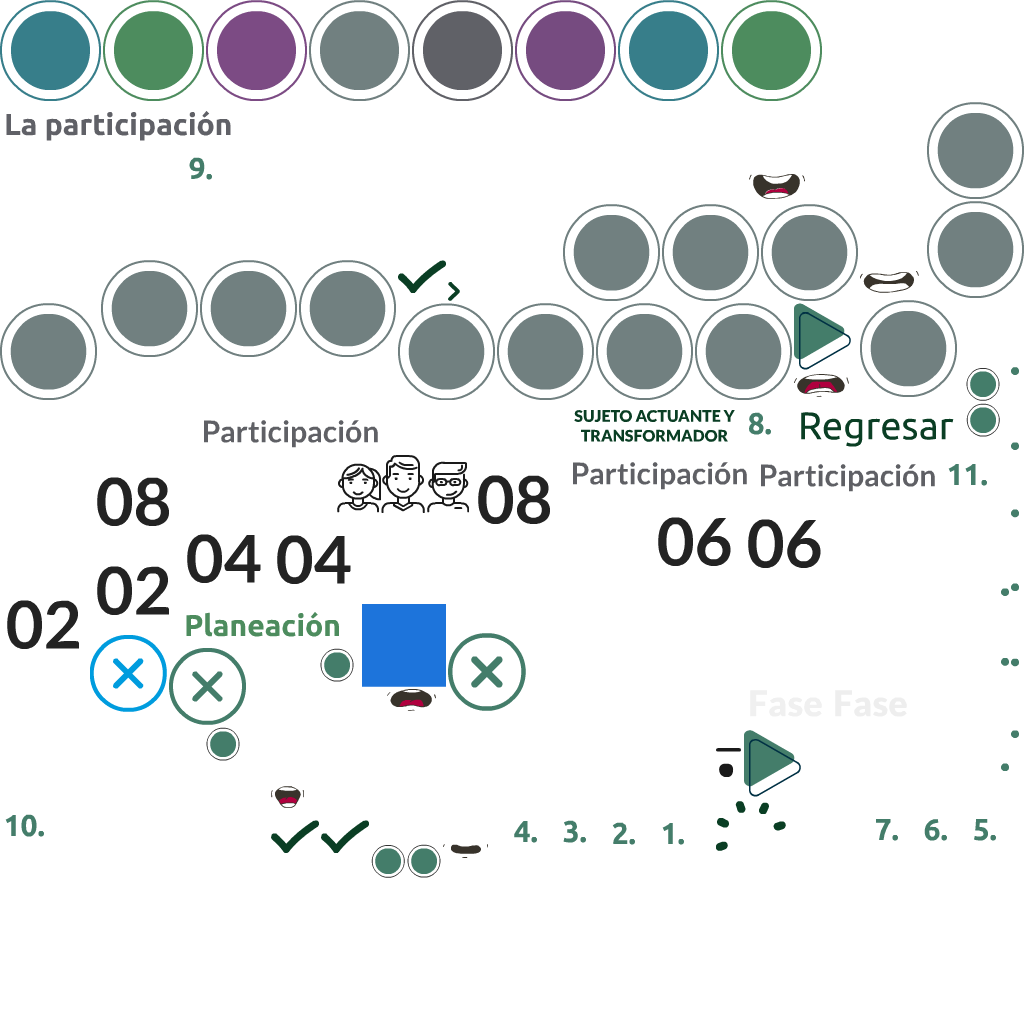 La participación
9.
SUJETO ACTUANTE Y
TRANSFORMADOR
8.
Regresar
Participación
Participación
Participación
11.
08
08
04
04
06
06
02
02
Planeación
Fase
Fase
10.
4.
3.
2.
1.
7.
6.
5.